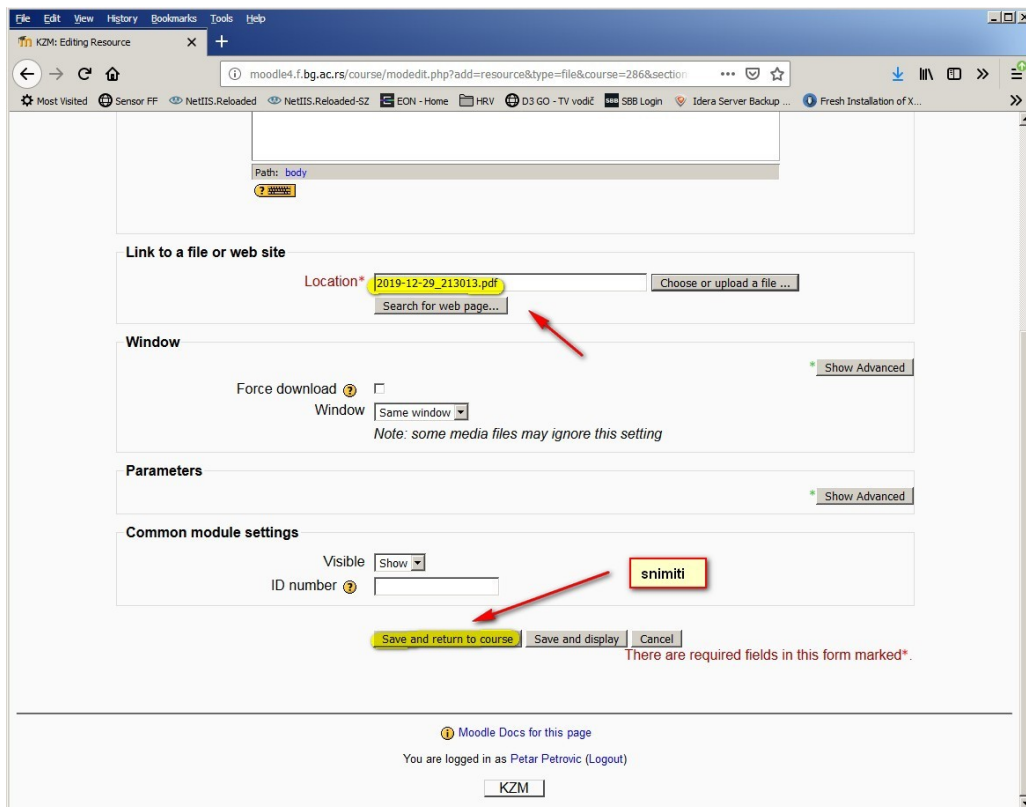 File Edit View History Bookmarks Tools Help
KZM: Editing Resource
moodle4.f.bg.ac.rs/course/modedit.php?add=resource&type=file&course=286&section
Most Visited Sensor FF NetIIS.Reloaded NetIIS.Reloaded-SZ EON - Home HRV D3 GO - TV vodič SBB SBB Login Idera Server Backup ... Fresh Installation of X...
Path: body
Link to a file or web site
Location* 2019-12-29_213013.pdf Choose or upload a file ...
Search for web page...
Window
* Show Advanced
Force download
Window Same window
Note: some media files may ignore this setting
Parameters
* Show Advanced
Common module settings
Visible Show
snimiti
ID number
Save and return to course Save and display Cancel
There are required fields in this form marked*.
Moodle Docs for this page
You are logged in as Petar Petrovic (Logout)
KZM